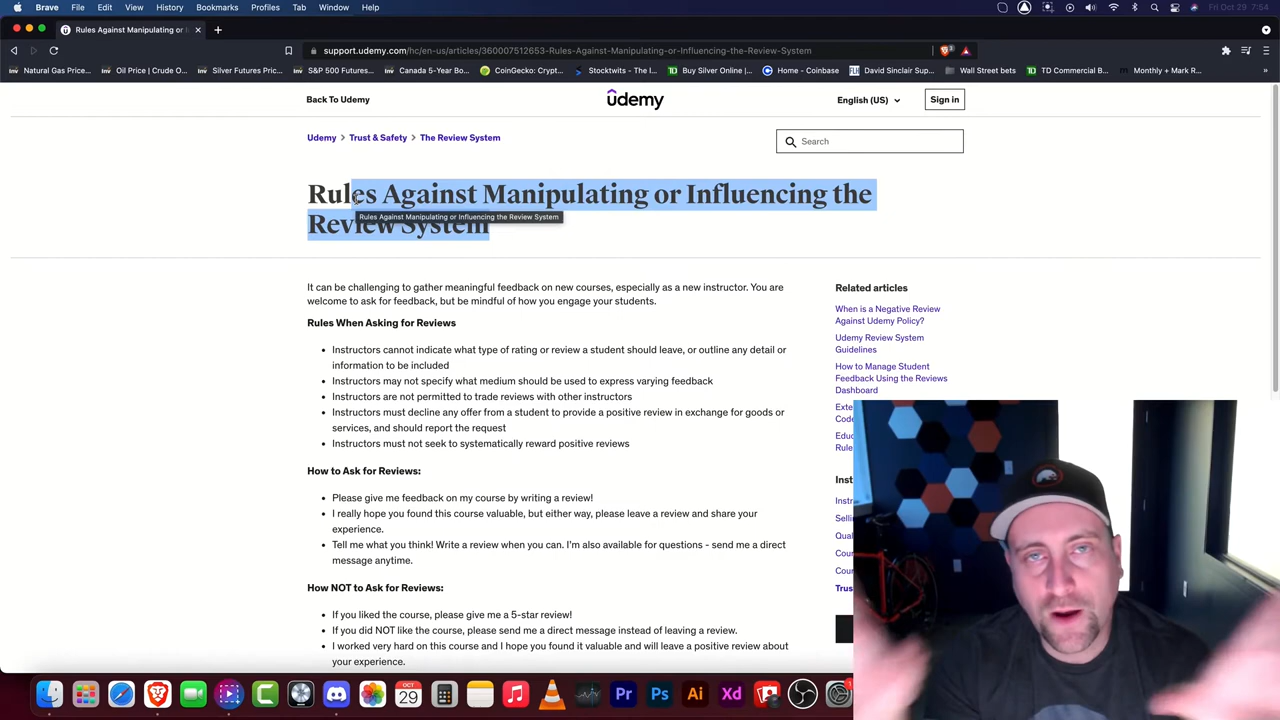 Brave File Edit View History Bookmarks Profiles Tab Window Help Fri Oct 29 7:54
Rules Against Manipulating or
support.udemy.com/hc/en-us/articles/360007512653-Rules-Against-Manipulating-or-Influencing-the-Review-System
Natural Gas Price... Oil Price | Crude O... Silver Futures Pric... S&P 500 Futures... Canada 5-Year Bo... CoinGecko: Crypt... Stocktwits - The l... Buy Silver Online |... Home - Coinbase David Sinclair Sup... Wall Street bets TD Commercial B... Monthly + Mark R...
Back To Udemy
ûdemy
English (US)
Sign in
Udemy > Trust & Safety > The Review System
Search
Rules Against Manipulating or Influencing the
Review System
Rules Against Manipulating or Influencing the Review System
It can be challenging to gather meaningful feedback on new courses, especially as a new instructor. You are
welcome to ask for feedback, but be mindful of how you engage your students.
Rules When Asking for Reviews
• Instructors cannot indicate what type of rating or review a student should leave, or outline any detail or
information to be included
• Instructors may not specify what medium should be used to express varying feedback
• Instructors are not permitted to trade reviews with other instructors
• Instructors must decline any offer from a student to provide a positive review in exchange for goods or
services, and should report the request
• Instructors must not seek to systematically reward positive reviews
How to Ask for Reviews:
• Please give me feedback on my course by writing a review!
• I really hope you found this course valuable, but either way, please leave a review and share your
experience.
• Tell me what you think! Write a review when you can. I'm also available for questions - send me a direct
message anytime.
How NOT to Ask for Reviews:
• If you liked the course, please give me a 5-star review!
• If you did NOT like the course, please send me a direct message instead of leaving a review.
• I worked very hard on this course and I hope you found it valuable and will leave a positive review about
your experience.
Related articles
When is a Negative Review
Against Udemy Policy?
Udemy Review System
Guidelines
How to Manage Student
Feedback Using the Reviews
Dashboard
OCT
29
Pr Ps Ai Xd